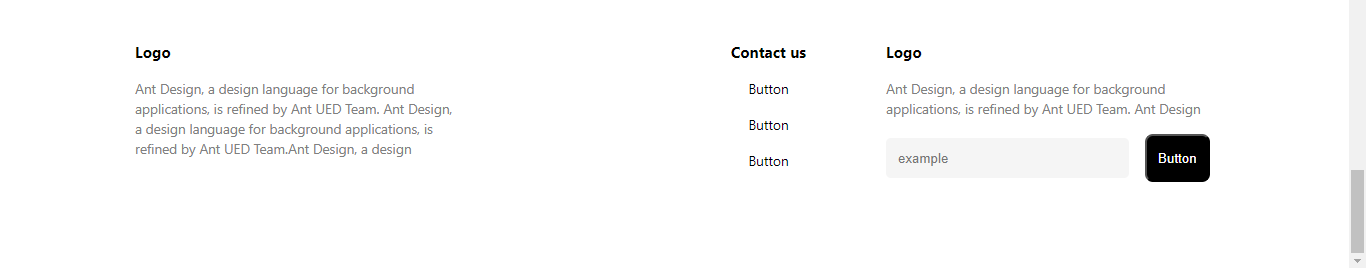 Logo
Ant Design, a design language for background
applications, is refined by Ant UED Team. Ant Design,
a design language for background applications, is
refined by Ant UED Team.Ant Design, a design
Contact us
Button
Button
Button
Logo
Ant Design, a design language for background
applications, is refined by Ant UED Team. Ant Design
example
Button